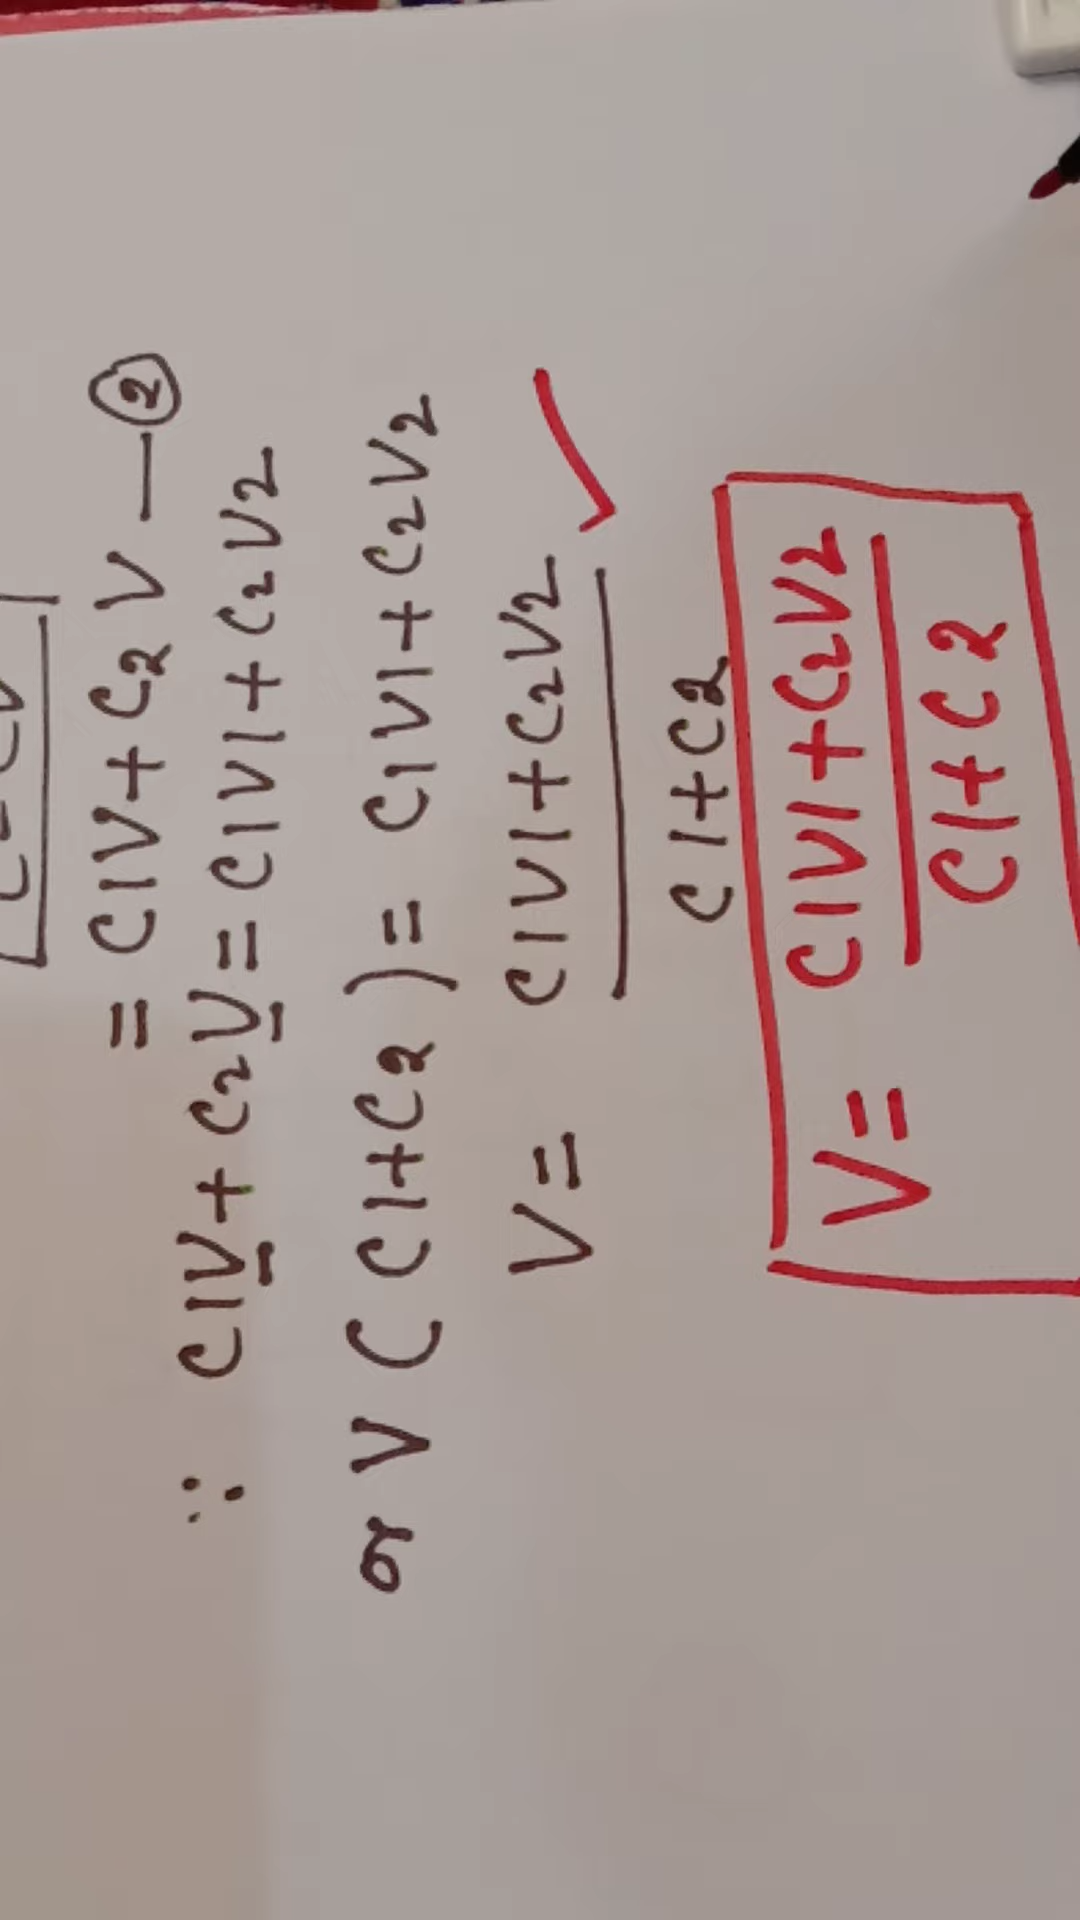 = C1V + C2 V — ②
∴ C1V + C2V = C1V1 + C2V2
or V ( C1+C2 ) = C1V1 + C2V2
V = C1V1 + C2V2 ✓
C1+C2
V = C1V1 + C2V2
C1+C2